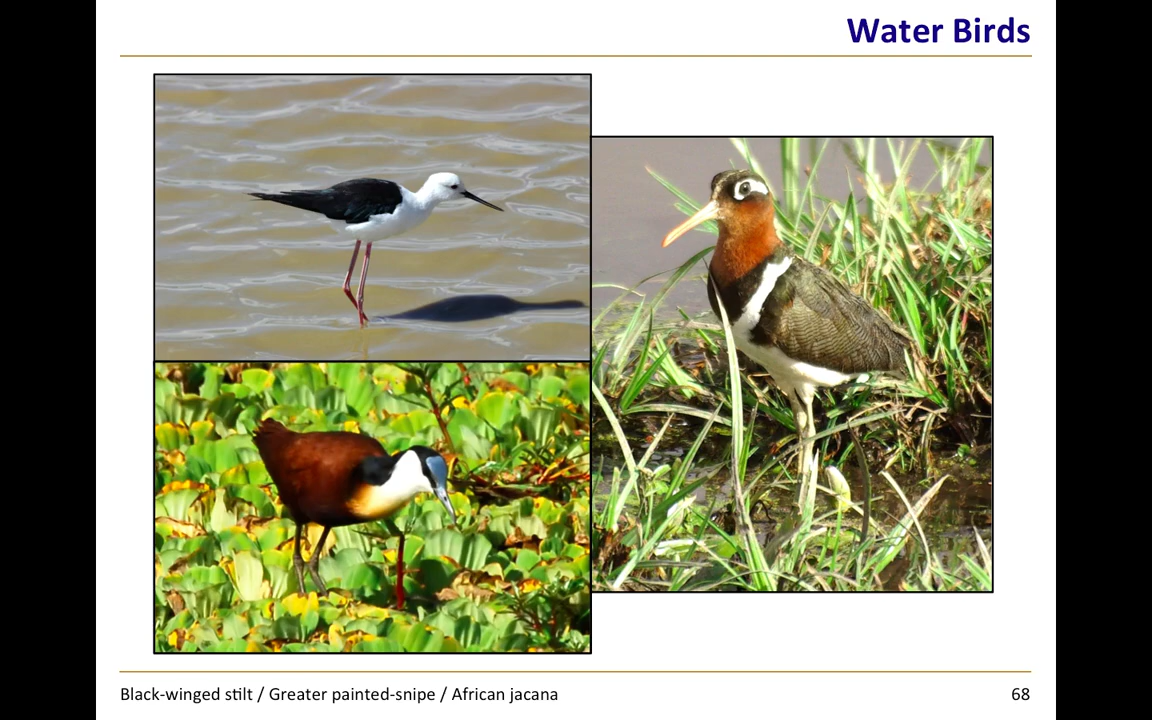 Water Birds
Black-winged stilt / Greater painted-snipe / African jacana
68